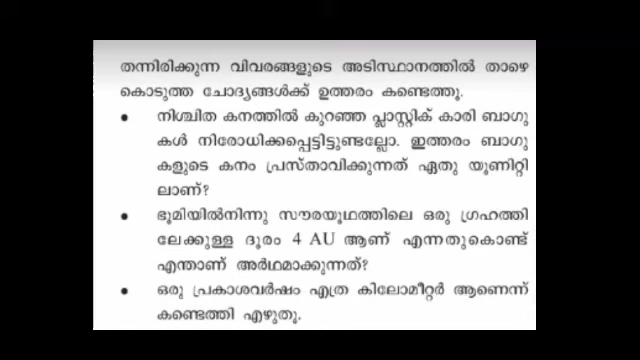 തന്നിരിക്കുന്ന വിവരങ്ങളുടെ അടിസ്ഥാനത്തിൽ താഴെ
കൊടുത്ത ചോദ്യങ്ങൾക്ക് ഉത്തരം കണ്ടെത്തൂ.
● നിശ്ചിത കനത്തിൽ കുറഞ്ഞ പ്ലാസ്റ്റിക് കാരി ബാഗു
കൾ നിരോധിക്കപ്പെട്ടിട്ടുണ്ടല്ലോ. ഇത്തരം ബാഗു
കളുടെ കനം പ്രസ്താവിക്കുന്നത് ഏതു യൂണിറ്റി
ലാണ്?
● ഭൂമിയിൽനിന്നു സൗരയൂഥത്തിലെ ഒരു ഗ്രഹത്തി
ലേക്കുള്ള ദൂരം 4 AU ആണ് എന്നതുകൊണ്ട്
എന്താണ് അർഥമാക്കുന്നത്?
● ഒരു പ്രകാശവർഷം എത്ര കിലോമീറ്റർ ആണെന്ന്
കണ്ടെത്തി എഴുതൂ.